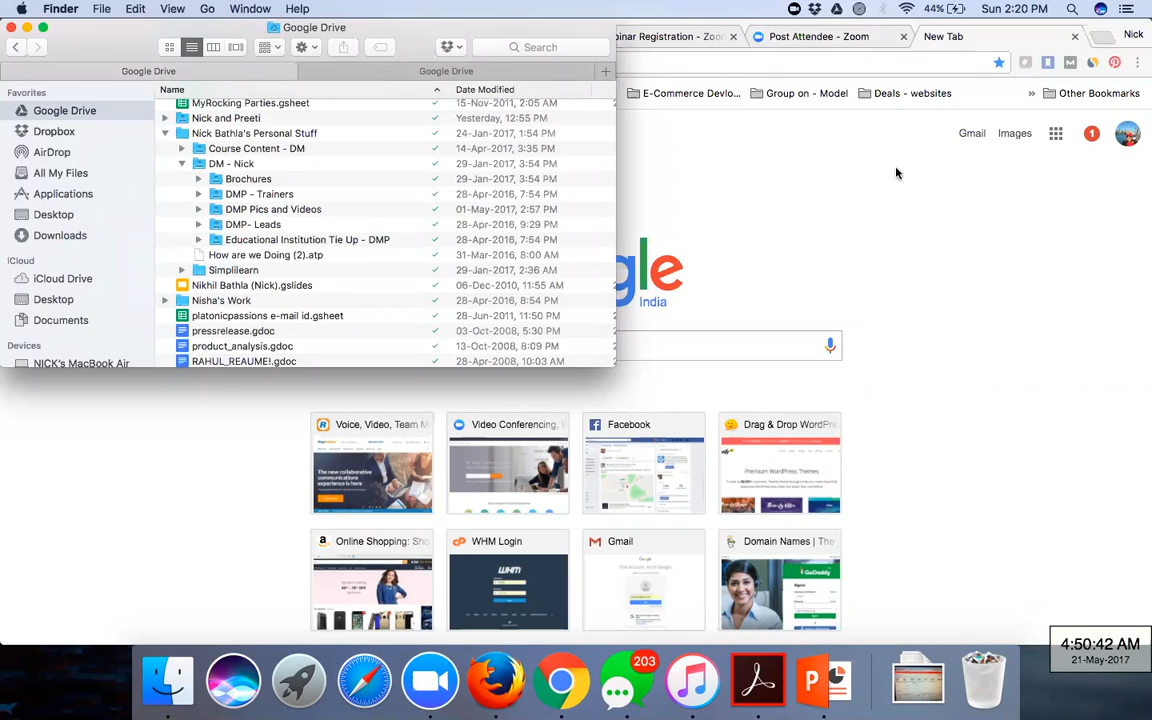 Finder File Edit View Go Window Help 44% Sun 2:20 PM
Google Drive
Search
Google Drive Google Drive
Favorites
Google Drive
Dropbox
AirDrop
All My Files
Applications
Desktop
Downloads
iCloud
iCloud Drive
Desktop
Documents
Devices
NICK's MacBook Air
Name Date Modified
MyRocking Parties.gsheet 15-Nov-2011, 2:05 AM
Nick and Preeti Yesterday, 12:55 PM
Nick Bathla's Personal Stuff 24-Jan-2017, 1:54 PM
Course Content - DM 14-Apr-2017, 3:35 PM
DM - Nick 29-Jan-2017, 3:54 PM
Brochures 29-Jan-2017, 3:54 PM
DMP - Trainers 28-Apr-2016, 7:54 PM
DMP Pics and Videos 01-May-2017, 2:57 PM
DMP- Leads 28-Apr-2016, 9:29 PM
Educational Institution Tie Up - DMP 28-Apr-2016, 7:54 PM
How are we Doing (2).atp 31-Mar-2016, 8:00 AM
Simplilearn 29-Jan-2017, 2:36 AM
Nikhil Bathla (Nick).gslides 06-Dec-2010, 11:55 AM
Nisha's Work 28-Apr-2016, 8:54 PM
platonicpassions e-mail id.gsheet 28-Jun-2011, 11:50 PM
pressrelease.gdoc 03-Oct-2008, 5:30 PM
product_analysis.gdoc 13-Oct-2008, 8:09 PM
RAHUL_REAUME!.gdoc 28-Apr-2008, 10:03 AM
binar Registration - Zoo Post Attendee - Zoom New Tab Nick
E-Commerce Devlo... Group on - Model Deals - websites » Other Bookmarks
Gmail Images 1
gle
India
Voice, Video, Team M
Video Conferencing, W
Facebook
Drag & Drop WordPre
Premium WordPress Themes
Online Shopping: Sho
WHM Login
WHM
Gmail
Google
Domain Names | The
GoDaddy
203
4:50:42 AM
21-May-2017